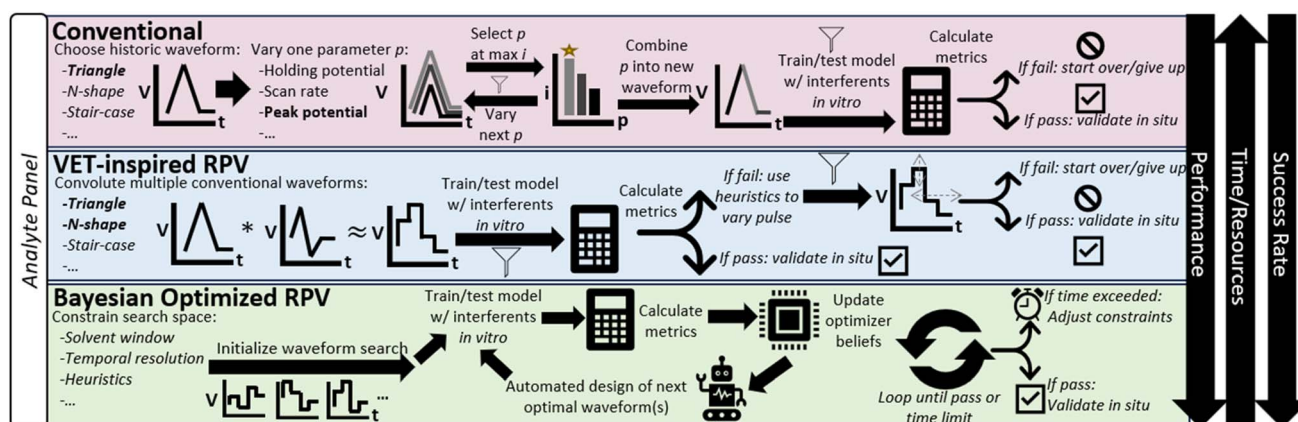 Analyte Panel
Conventional
Choose historic waveform:
-Triangle
-N-shape
-Stair-case
-...
V
t
Vary one parameter p:
-Holding potential
-Scan rate
-Peak potential
-...
V
t
Select p
at max i
Vary
next p
i
p
Combine
p into new
waveform
V
t
Train/test model
w/ interferents
in vitro
Calculate
metrics
If fail: start over/give up
If pass: validate in situ
VET-inspired RPV
Convolute multiple conventional waveforms:
-Triangle
-N-shape
-Stair-case
-...
V
t
*
V
t
≈
V
t
Train/test model
w/ interferents
in vitro
Calculate
metrics
If fail: use
heuristics to
vary pulse
If pass: validate in situ
V
t
If fail: start over/give up
If pass: validate in situ
Bayesian Optimized RPV
Constrain search space:
-Solvent window
-Temporal resolution
-Heuristics
-...
Initialize waveform search
V
t
...
Train/test model
w/ interferents
in vitro
Calculate
metrics
Update
optimizer
beliefs
Automated design of next
optimal waveform(s)
Loop until pass or
time limit
If time exceeded:
Adjust constraints
If pass:
Validate in situ
Performance
Time/Resources
Success Rate